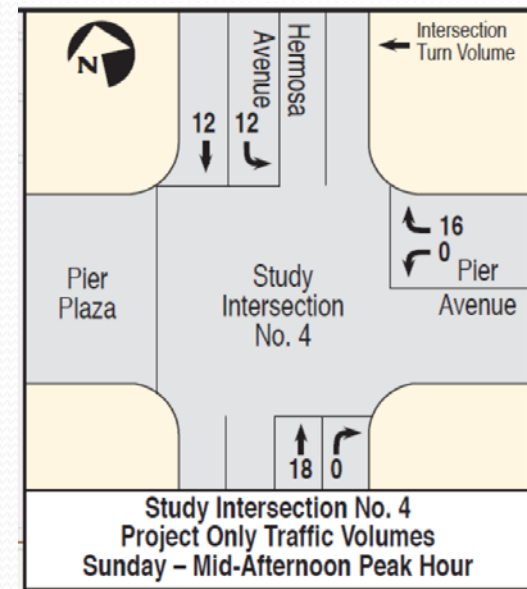 N
Hermosa
Avenue
Intersection
Turn Volume
12
12
16
0
Pier
Plaza
Study
Intersection
No. 4
Pier
Avenue
18
0
Study Intersection No. 4
Project Only Traffic Volumes
Sunday – Mid-Afternoon Peak Hour